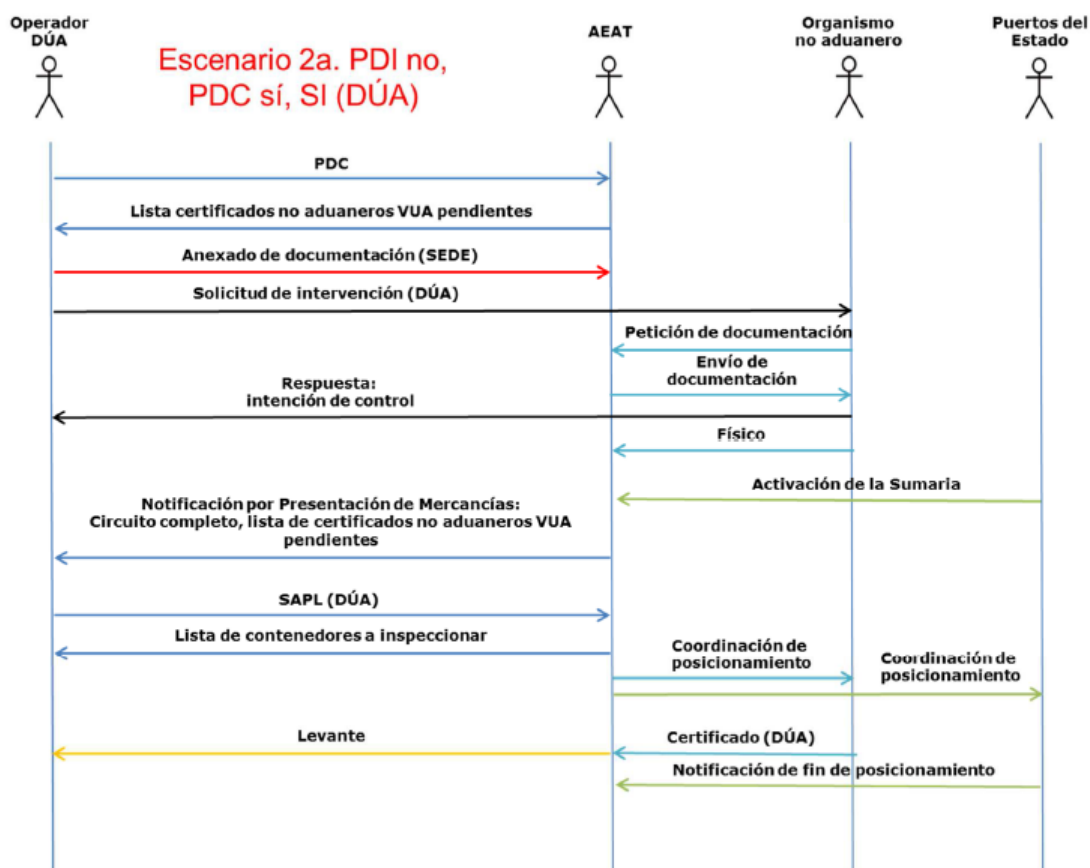 Operador
DÚA
AEAT
Organismo
no aduanero
Puertos del
Estado
Escenario 2a. PDI no,
PDC sí, SI (DÚA)
PDC
Lista certificados no aduaneros VUA pendientes
Anexado de documentación (SEDE)
Solicitud de intervención (DÚA)
Petición de documentación
Envío de
documentación
Respuesta:
intención de control
Físico
Activación de la Sumaria
Notificación por Presentación de Mercancías:
Circuito completo, lista de certificados no aduaneros VUA
pendientes
SAPL (DÚA)
Lista de contenedores a inspeccionar
Coordinación de
posicionamiento
Coordinación de
posicionamiento
Levante
Certificado (DÚA)
Notificación de fin de posicionamiento